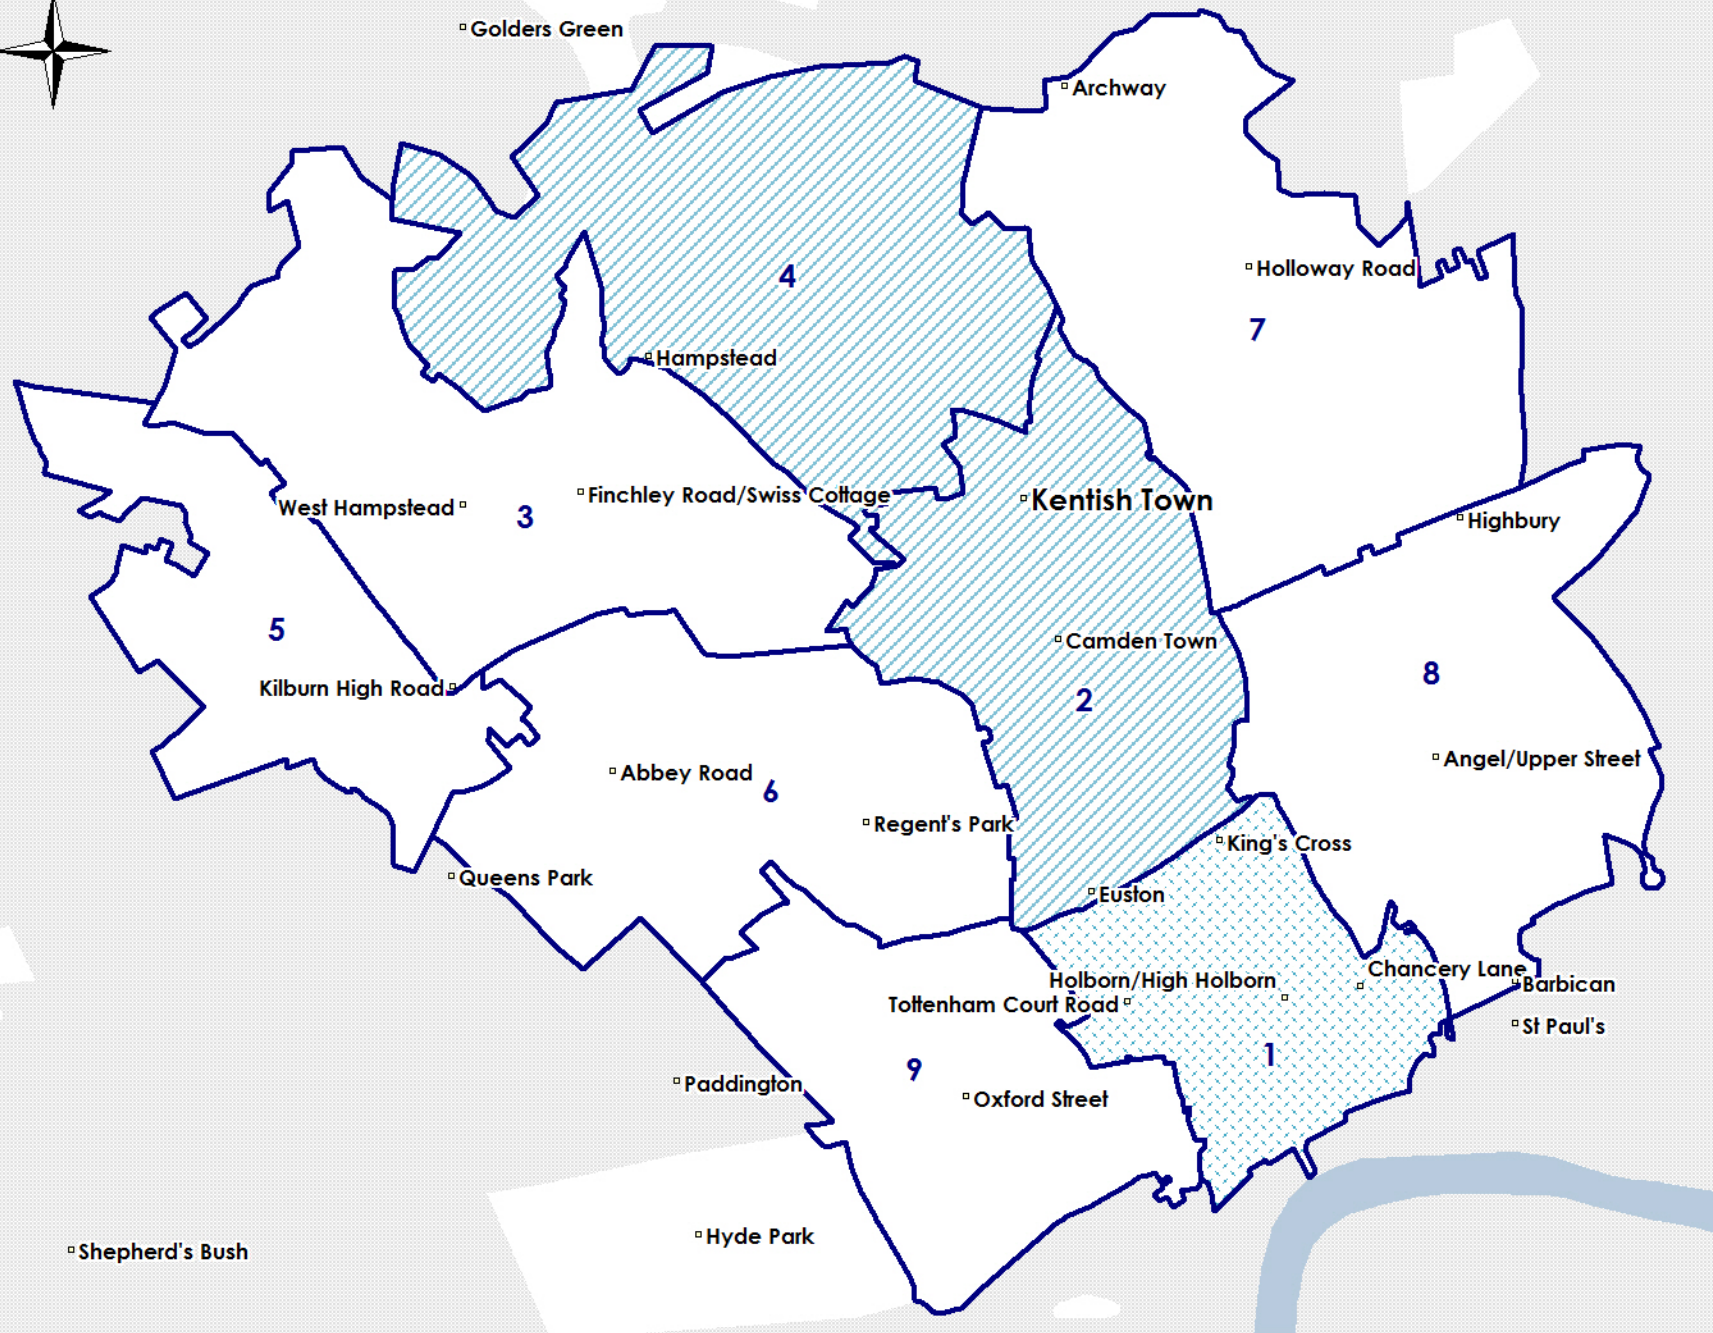 Golders Green
Archway
4
Holloway Road
7
Hampstead
Finchley Road/Swiss Cottage
Kentish Town
West Hampstead
3
Highbury
5
Camden Town
8
Kilburn High Road
2
Angel/Upper Street
Abbey Road
6
Regent's Park
King's Cross
Queens Park
Euston
Chancery Lane
Holborn/High Holborn
Barbican
Tottenham Court Road
St Paul's
1
9
Paddington
Oxford Street
Hyde Park
Shepherd's Bush